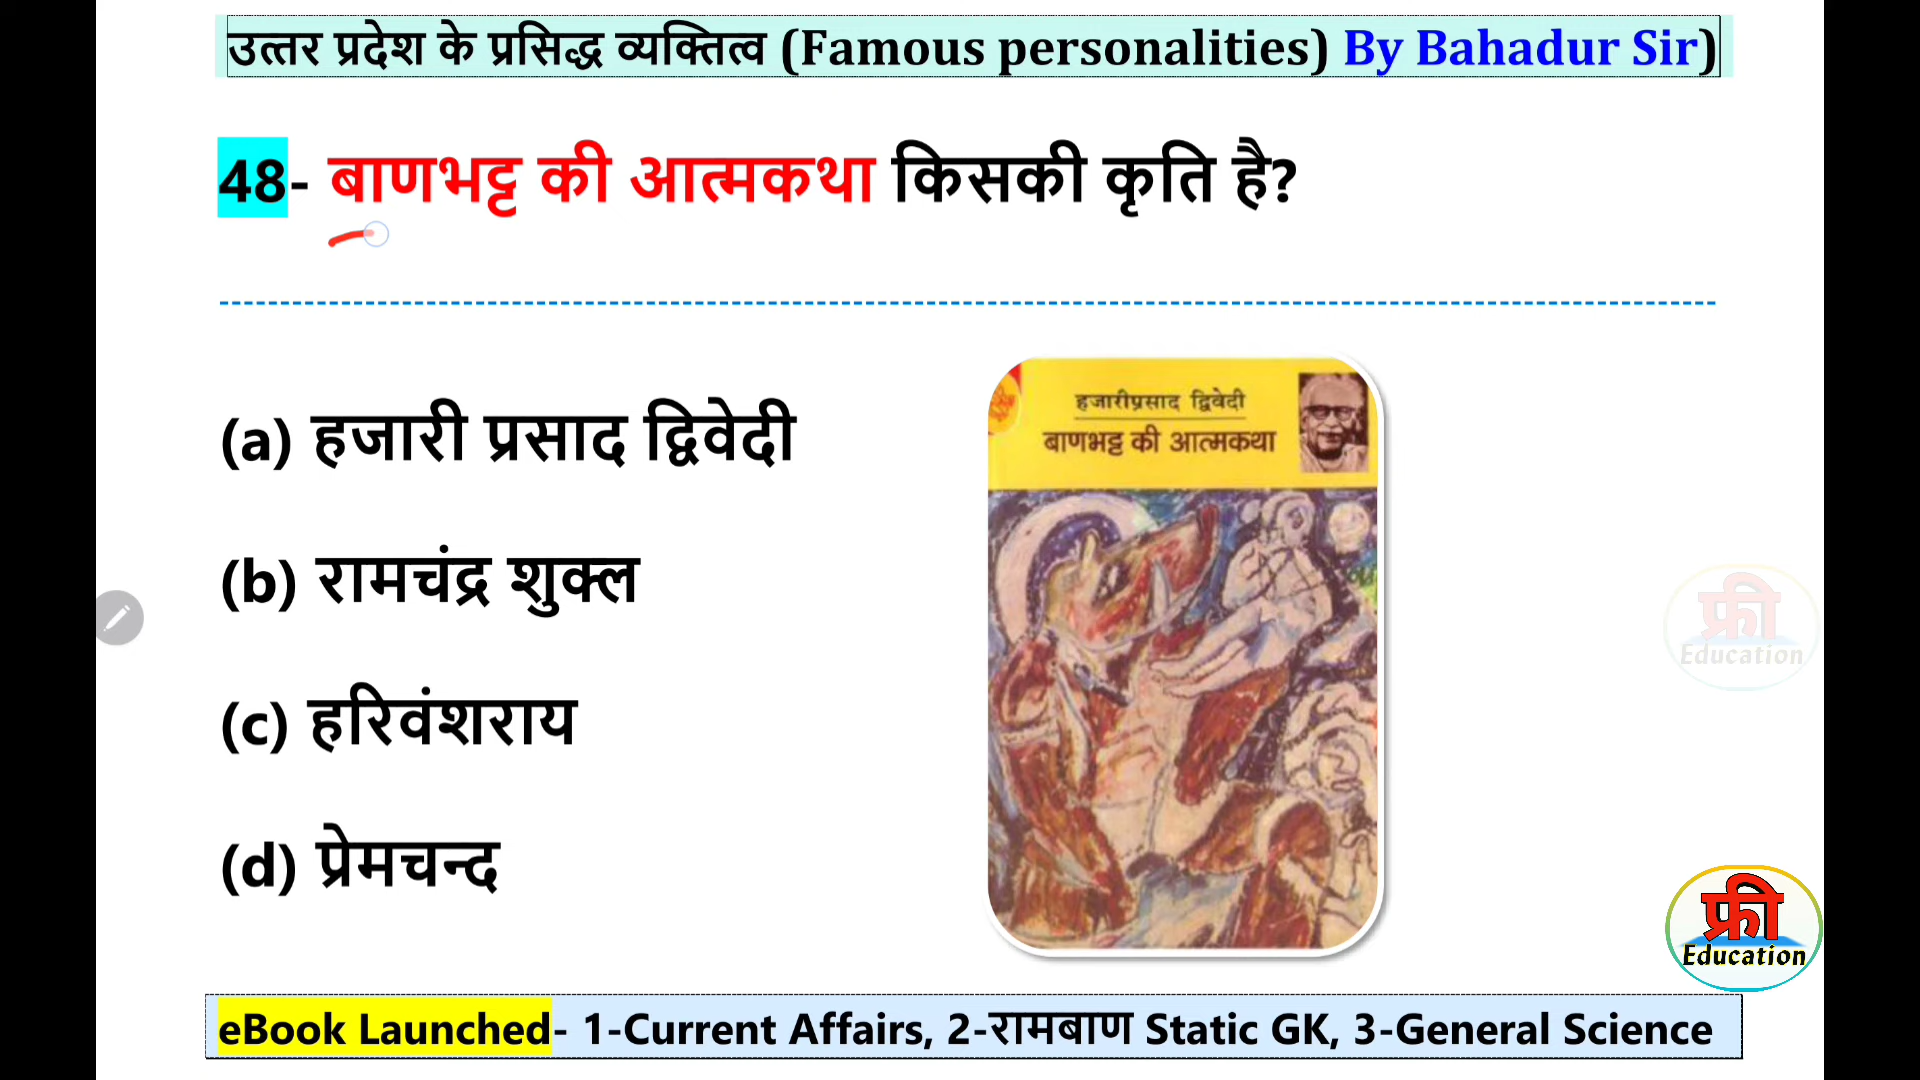 उत्तर प्रदेश के प्रसिद्ध व्यक्तित्व (Famous personalities) By Bahadur Sir)
48- बाणभट्ट की आत्मकथा किसकी कृति है?
(a) हजारी प्रसाद द्विवेदी
(b) रामचंद्र शुक्ल
(c) हरिवंशराय
(d) प्रेमचन्द
हजारीप्रसाद द्विवेदी
बाणभट्ट की आत्मकथा
फ्री
Education
फ्री
Education
eBook Launched- 1-Current Affairs, 2-रामबाण Static GK, 3-General Science